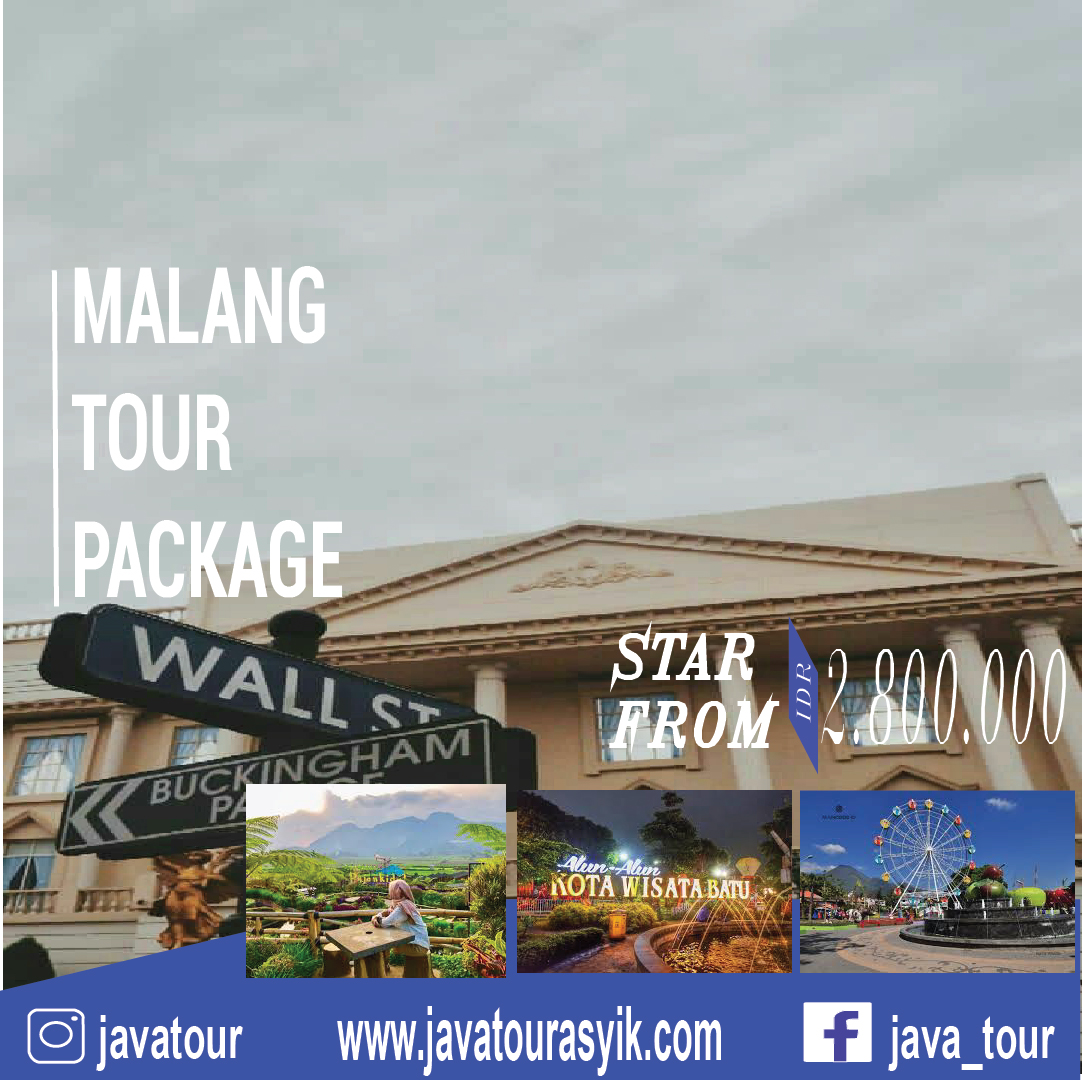 MALANG
TOUR
PACKAGE
WALL ST
BUCKINGHAM
STAR
FROM
IDR
2.800.000
Alun-Alun
KOTA WISATA BATU
javatour
www.javatourasyik.com
java_tour